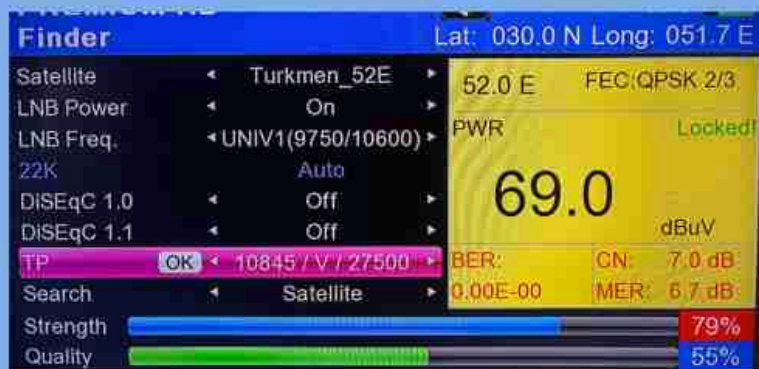 Finder Lat: 030.0 N Long: 051.7 E
Satellite Turkmen_52E
LNB Power On
LNB Freq. UNIV1(9750/10600)
22K Auto
DiSEqC 1.0 Off
DiSEqC 1.1 Off
TP OK 10845 / V / 27500
Search Satellite
52.0 E FEC:QPSK 2/3
PWR Locked!
69.0
dBuV
BER: CN: 7.0 dB
0.00E-00 MER: 6.7 dB
Strength 79%
Quality 55%